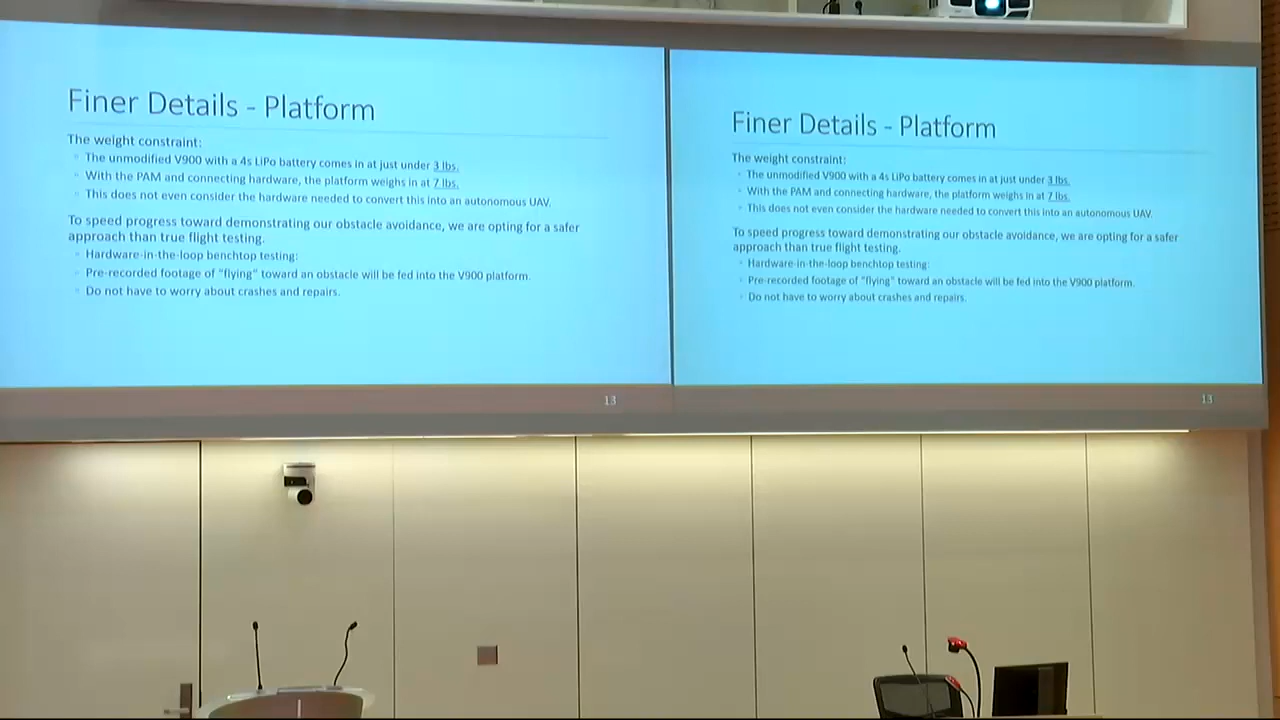 Finer Details - Platform
The weight constraint:
The unmodified V900 with a 4s LiPo battery comes in at just under 3 lbs.
With the PAM and connecting hardware, the platform weighs in at 7 lbs.
This does not even consider the hardware needed to convert this into an autonomous UAV.
To speed progress toward demonstrating our obstacle avoidance, we are opting for a safer
approach than true flight testing.
Hardware-in-the-loop benchtop testing:
Pre-recorded footage of "flying" toward an obstacle will be fed into the V900 platform.
Do not have to worry about crashes and repairs.
13
Finer Details - Platform
The weight constraint:
The unmodified V900 with a 4s LiPo battery comes in at just under 3 lbs.
With the PAM and connecting hardware, the platform weighs in at 7 lbs.
This does not even consider the hardware needed to convert this into an autonomous UAV.
To speed progress toward demonstrating our obstacle avoidance, we are opting for a safer
approach than true flight testing.
Hardware-in-the-loop benchtop testing:
Pre-recorded footage of "flying" toward an obstacle will be fed into the V900 platform.
Do not have to worry about crashes and repairs.
13